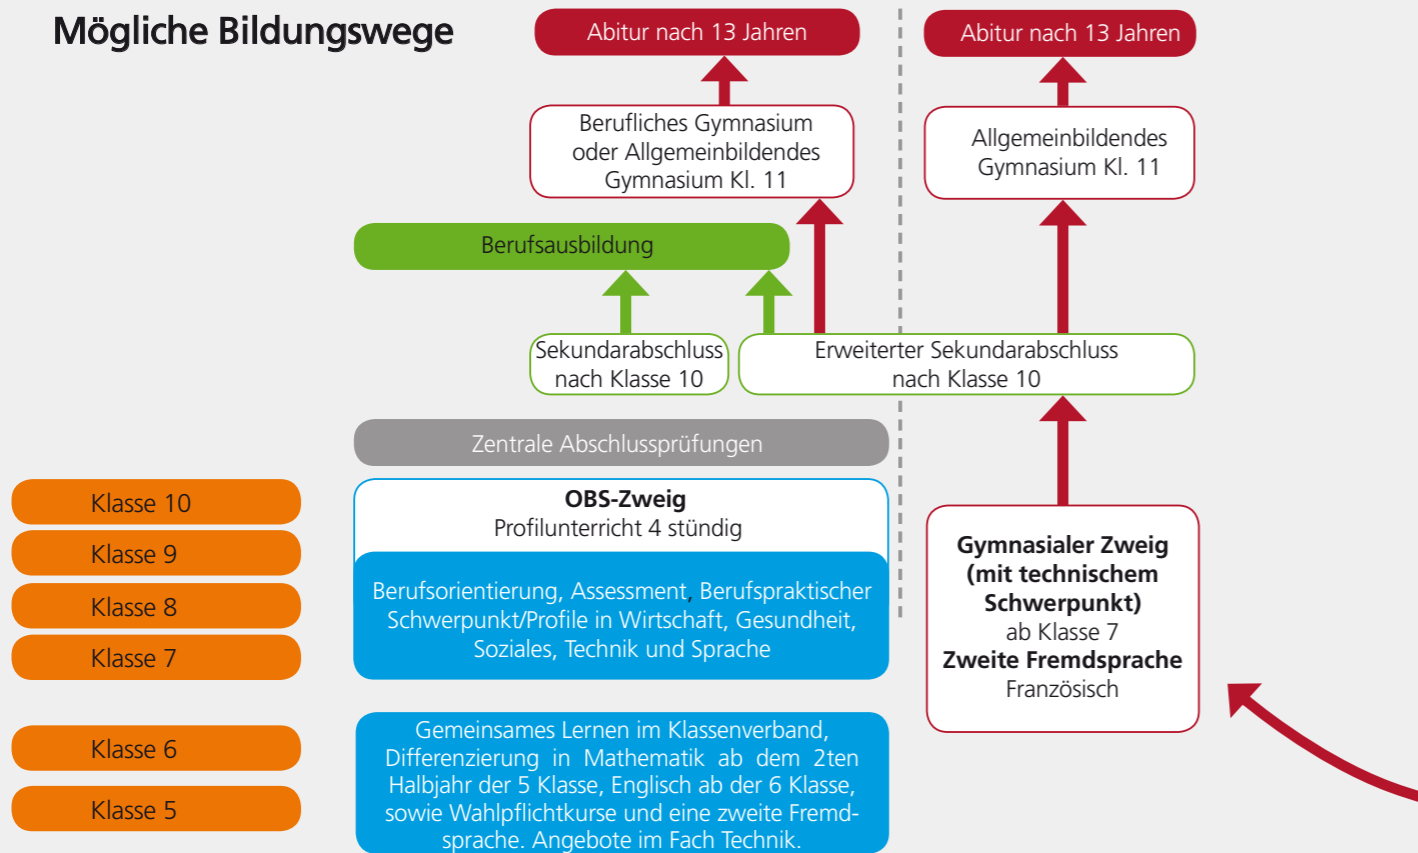 Mögliche Bildungswege
Abitur nach 13 Jahren
Abitur nach 13 Jahren
Berufliches Gymnasium
oder Allgemeinbildendes
Gymnasium Kl. 11
Allgemeinbildendes
Gymnasium Kl. 11
Berufsausbildung
Sekundarabschluss
nach Klasse 10
Erweiterter Sekundarabschluss
nach Klasse 10
Zentrale Abschlussprüfungen
Klasse 10
Klasse 9
Klasse 8
Klasse 7
OBS-Zweig
Profilunterricht 4 stündig
Berufsorientierung, Assessment, Berufspraktischer
Schwerpunkt/Profile in Wirtschaft, Gesundheit,
Soziales, Technik und Sprache
Gymnasialer Zweig
(mit technischem
Schwerpunkt)
ab Klasse 7
Zweite Fremdsprache
Französisch
Klasse 6
Klasse 5
Gemeinsames Lernen im Klassenverband,
Differenzierung in Mathematik ab dem 2ten
Halbjahr der 5 Klasse, Englisch ab der 6 Klasse,
sowie Wahlpflichtkurse und eine zweite Fremd-
sprache. Angebote im Fach Technik.